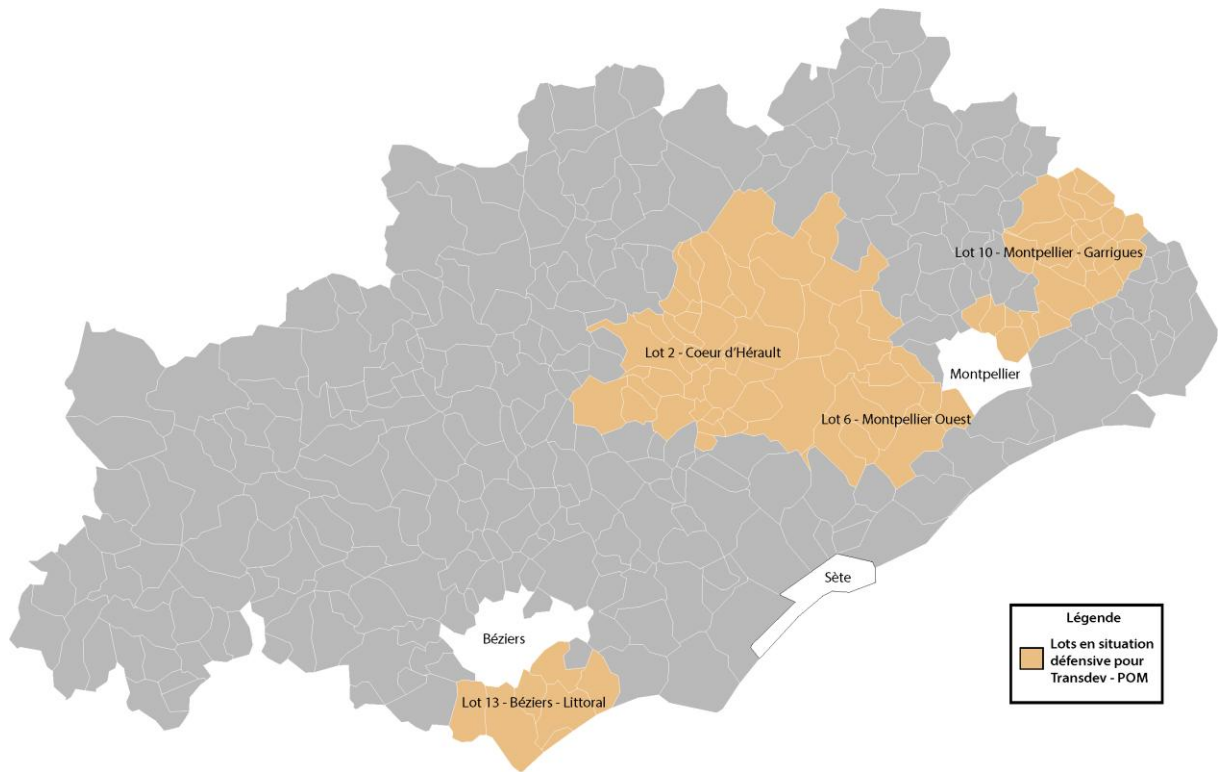 Lot 10 - Montpellier - Garrigues
Lot 2 - Coeur d'Hérault
Montpellier
Lot 6 - Montpellier Ouest
Sète
Béziers
Lot 13 - Béziers - Littoral
Légende
Lots en situation
défensive pour
Transdev - POM